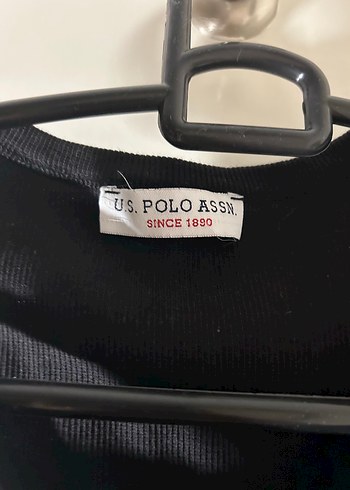 U.S. POLO ASSN.
SINCE 1890